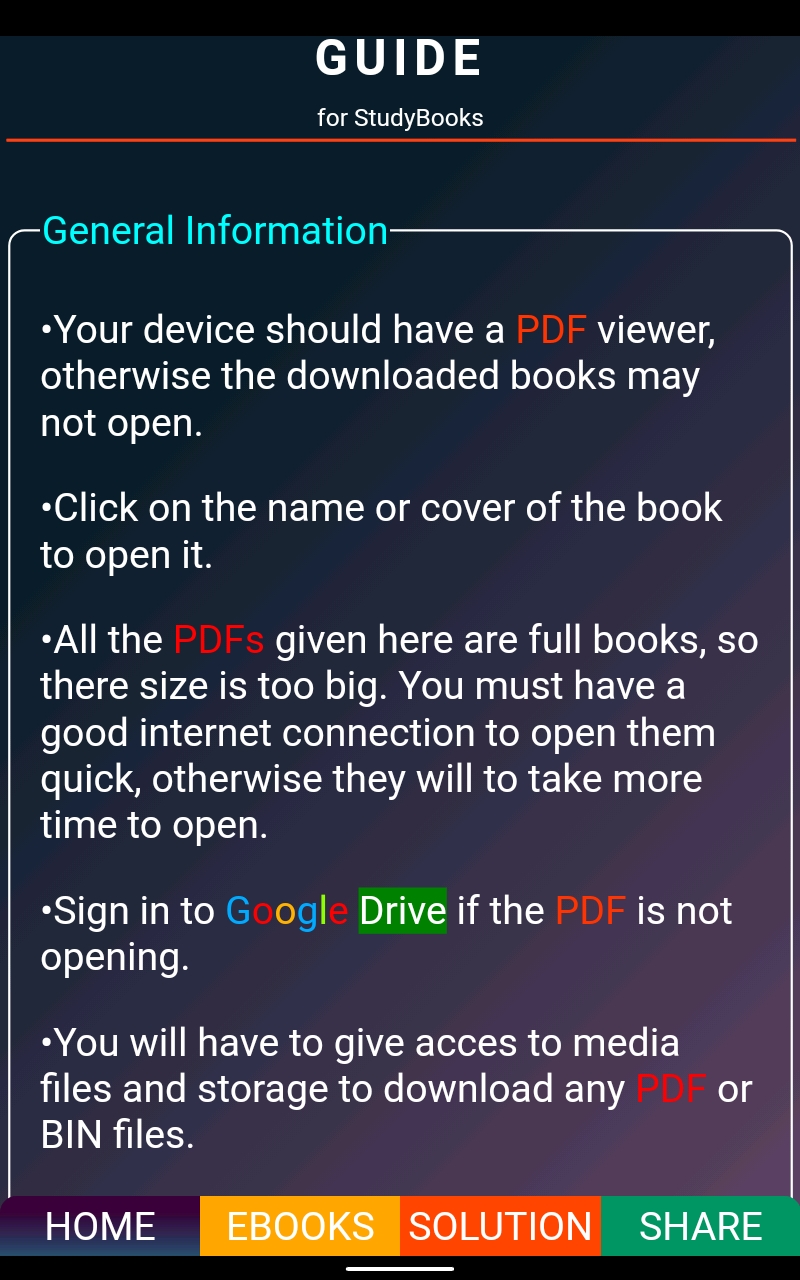 GUIDE
for StudyBooks
General Information
•Your device should have a PDF viewer,
otherwise the downloaded books may
not open.
•Click on the name or cover of the book
to open it.
•All the PDFs given here are full books, so
there size is too big. You must have a
good internet connection to open them
quick, otherwise they will to take more
time to open.
•Sign in to Google Drive if the PDF is not
opening.
•You will have to give acces to media
files and storage to download any PDF or
BIN files.
HOME EBOOKS SOLUTION SHARE